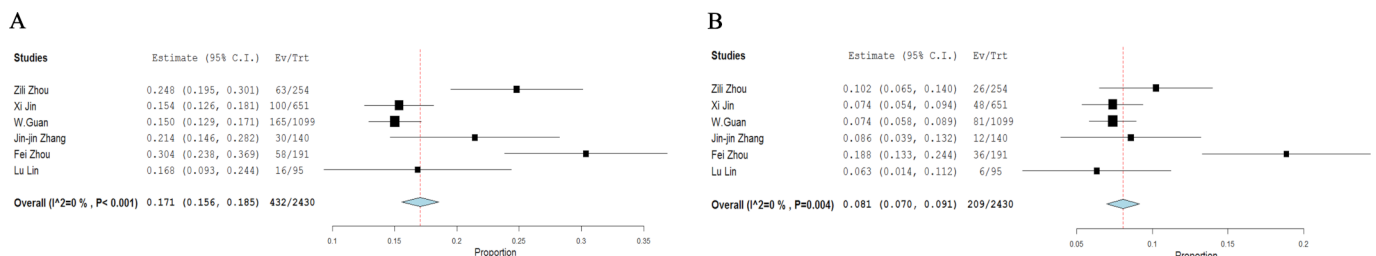 A
Studies Estimate (95% C.I.) Ev/Trt
Zili Zhou 0.248 (0.195, 0.301) 63/254
Xi Jin 0.154 (0.126, 0.181) 100/651
W.Guan 0.150 (0.129, 0.171) 165/1099
Jin-jin Zhang 0.214 (0.146, 0.282) 30/140
Fei Zhou 0.304 (0.238, 0.369) 58/191
Lu Lin 0.168 (0.093, 0.244) 16/95
Overall (I^2=0 % , P< 0.001) 0.171 (0.156, 0.185) 432/2430
0.1 0.15 0.2 0.25 0.3 0.35
Proportion
B
Studies Estimate (95% C.I.) Ev/Trt
Zili Zhou 0.102 (0.065, 0.140) 26/254
Xi Jin 0.074 (0.054, 0.094) 48/651
W.Guan 0.074 (0.058, 0.089) 81/1099
Jin-jin Zhang 0.086 (0.039, 0.132) 12/140
Fei Zhou 0.188 (0.133, 0.244) 36/191
Lu Lin 0.063 (0.014, 0.112) 6/95
Overall (I^2=0 % , P=0.004) 0.081 (0.070, 0.091) 209/2430
0.05 0.1 0.15 0.2
Proportion